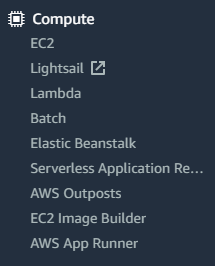 Compute
EC2
Lightsail
Lambda
Batch
Elastic Beanstalk
Serverless Application Re...
AWS Outposts
EC2 Image Builder
AWS App Runner